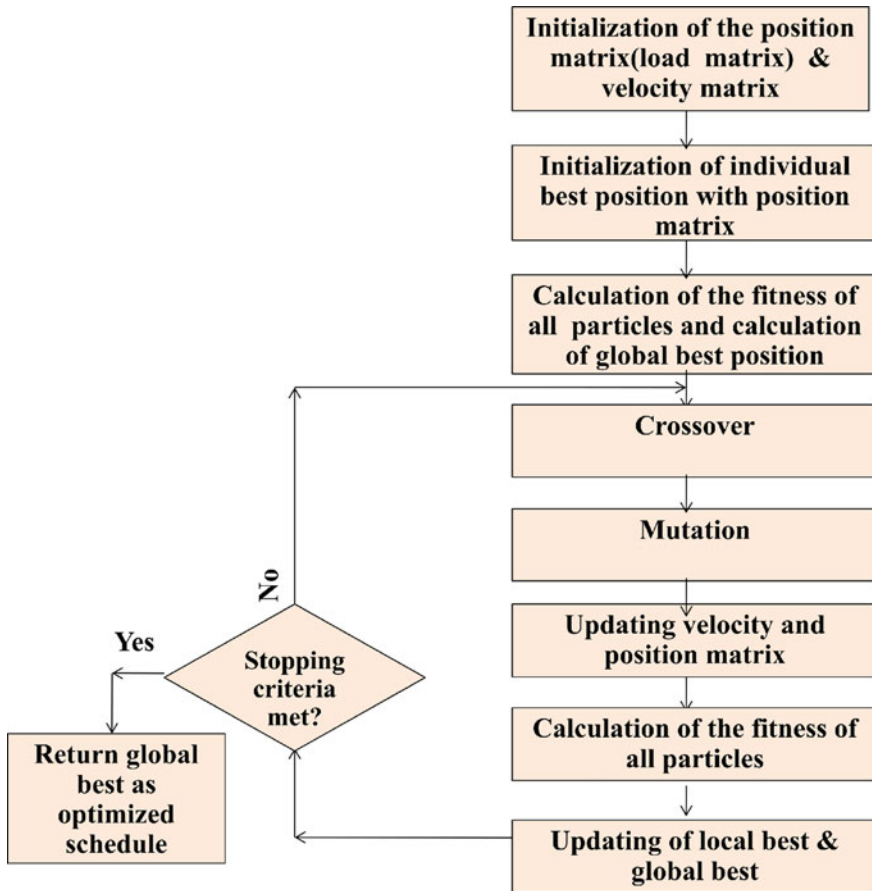 Initialization of the position
matrix(load matrix) &
velocity matrix
Initialization of individual
best position with position
matrix
Calculation of the fitness of
all particles and calculation
of global best position
Crossover
Mutation
Updating velocity and
position matrix
Calculation of the fitness of
all particles
Updating of local best &
global best
Stopping
criteria
met?
No
Yes
Return global
best as
optimized
schedule